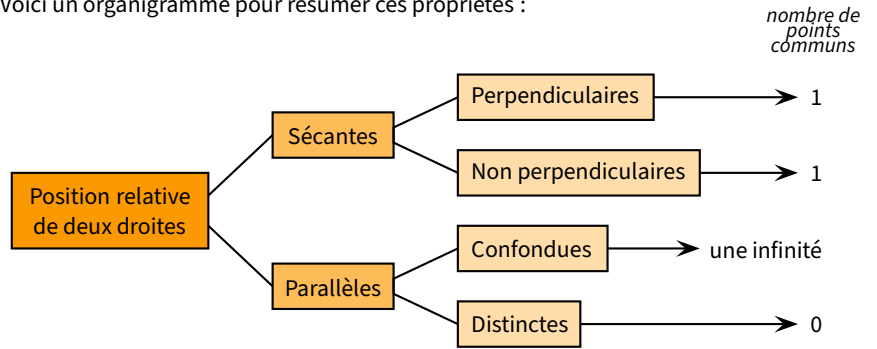 Voici un organigramme pour résumer ces propriétés :
nombre de
points
communs
Perpendiculaires
1
Sécantes
Non perpendiculaires
1
Position relative
de deux droites
Confondues
une infinité
Parallèles
Distinctes
0